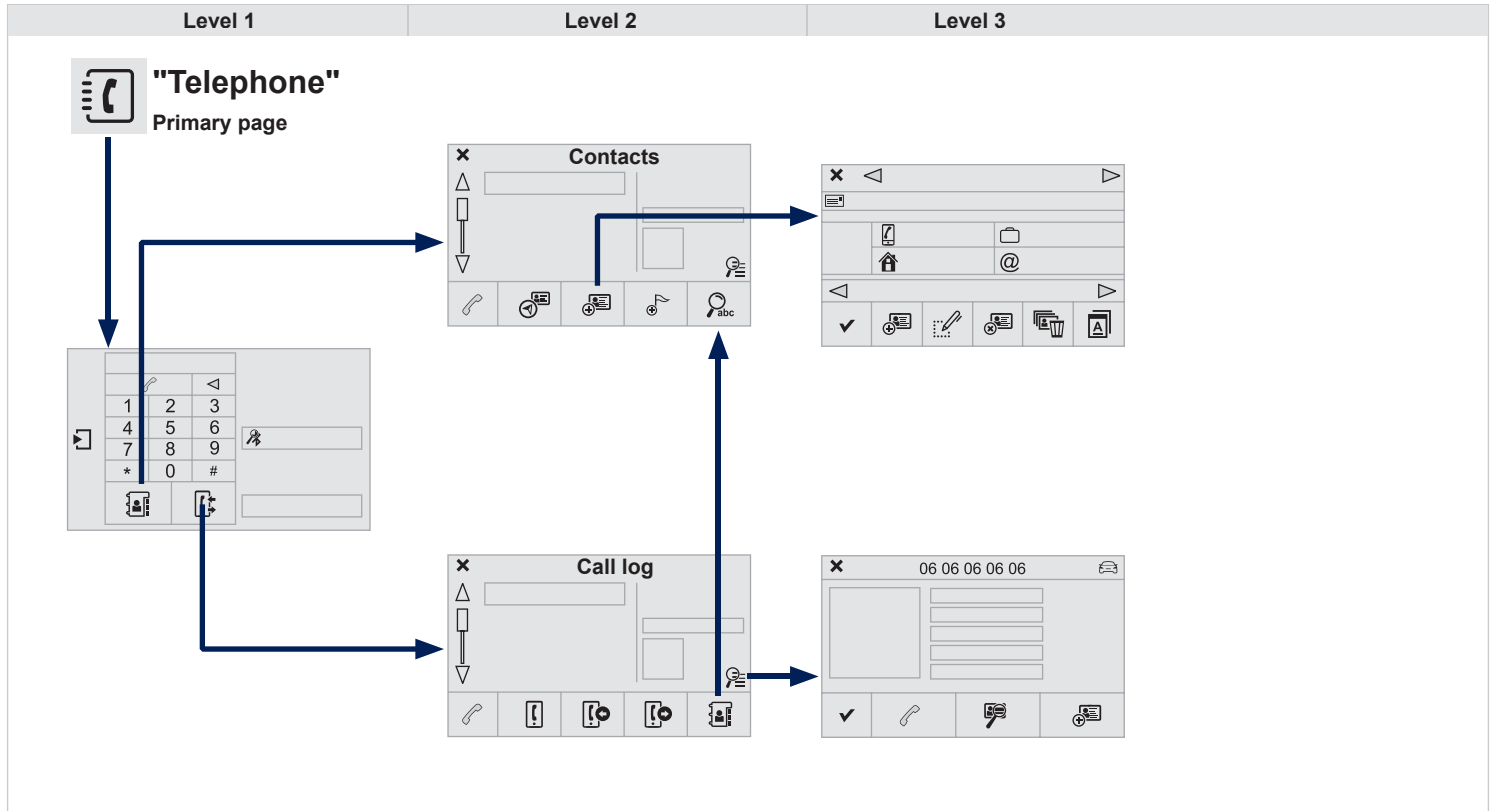 Level 1 Level 2 Level 3
"Telephone"
Primary page
Contacts
abc
@
A
1 2 3
4 5 6
7 8 9
* 0 #
Call log
06 06 06 06 06